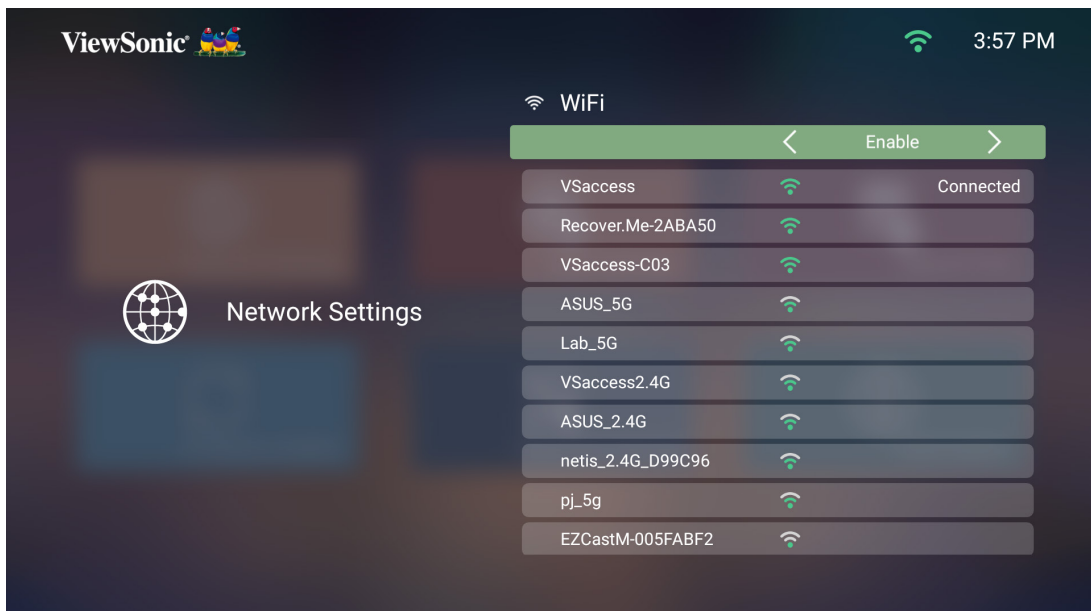 ViewSonic
3:57 PM
WiFi
Enable
VSaccess Connected
Recover.Me-2ABA50
VSaccess-C03
ASUS_5G
Network Settings
Lab_5G
VSaccess2.4G
ASUS_2.4G
netis_2.4G_D99C96
pj_5g
EZCastM-005FABF2